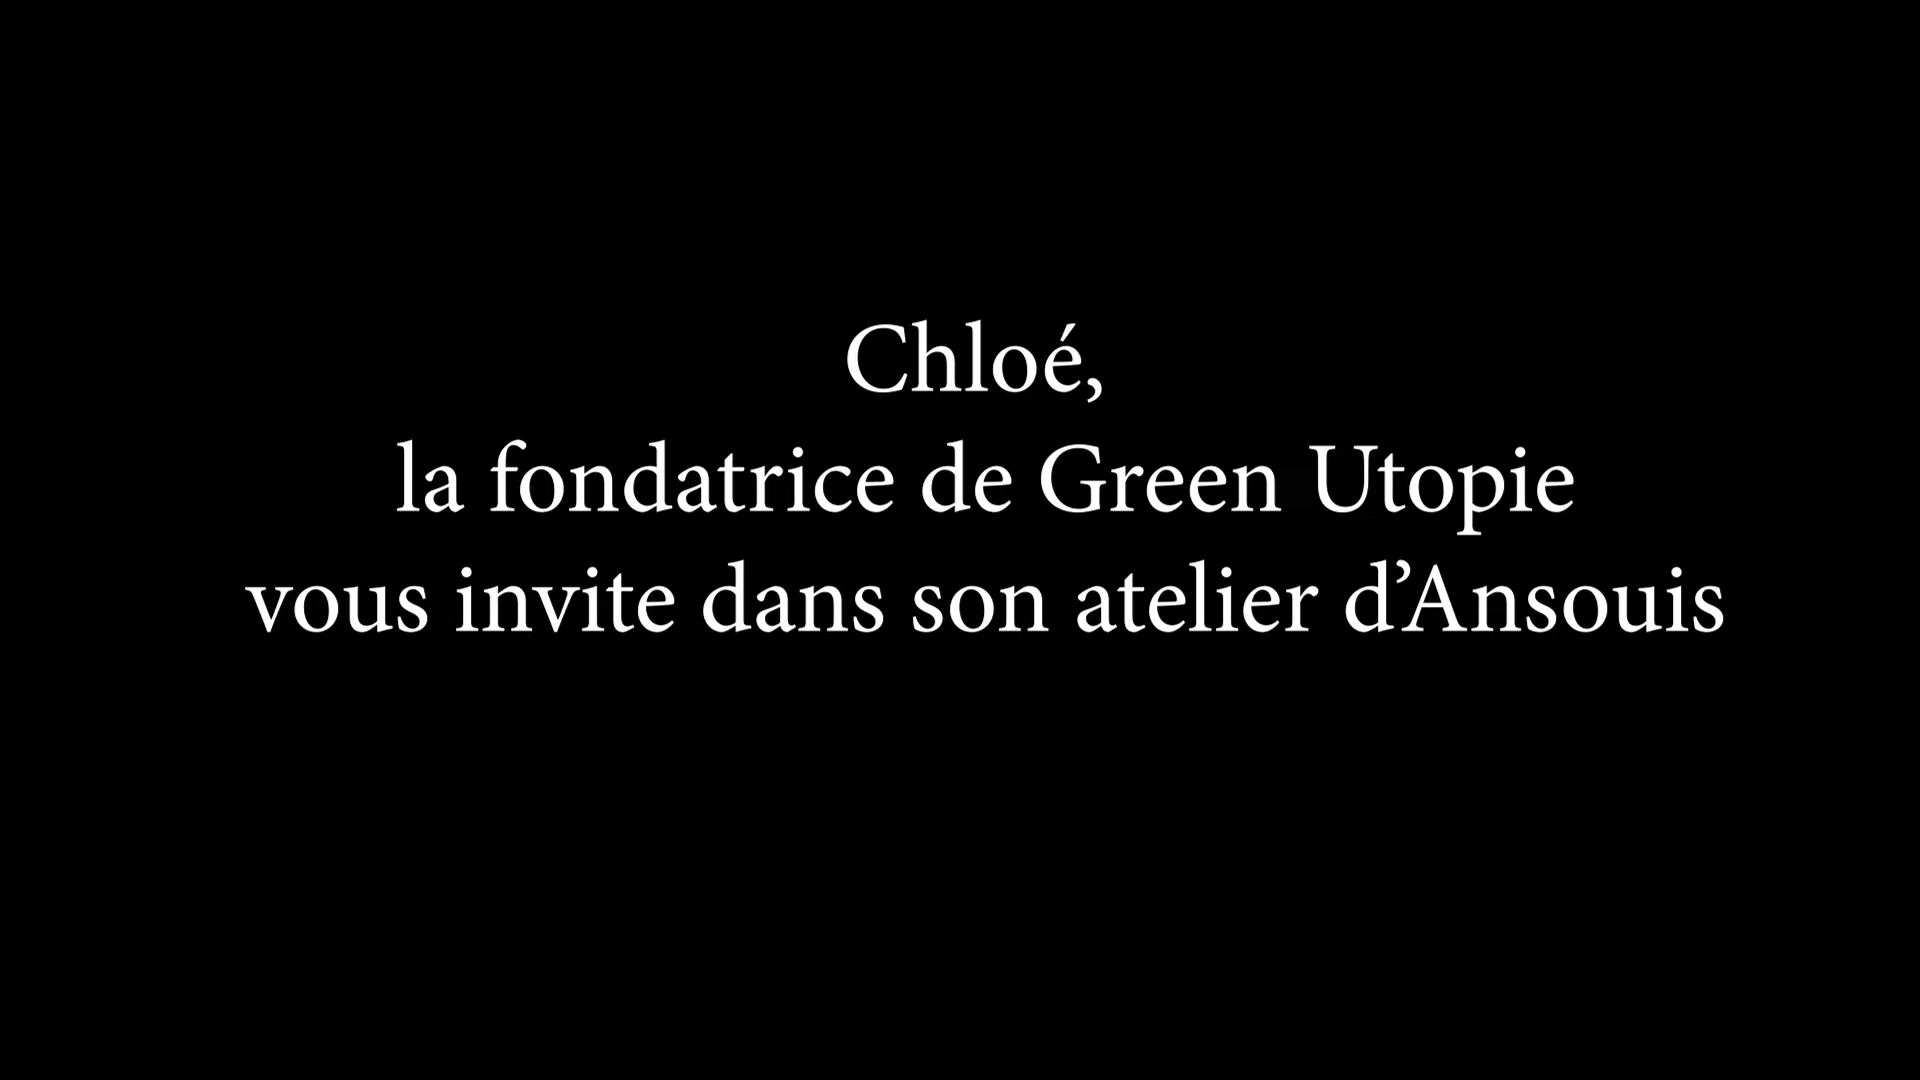 Chloé,
la fondatrice de Green Utopie
vous invite dans son atelier d’Ansouis